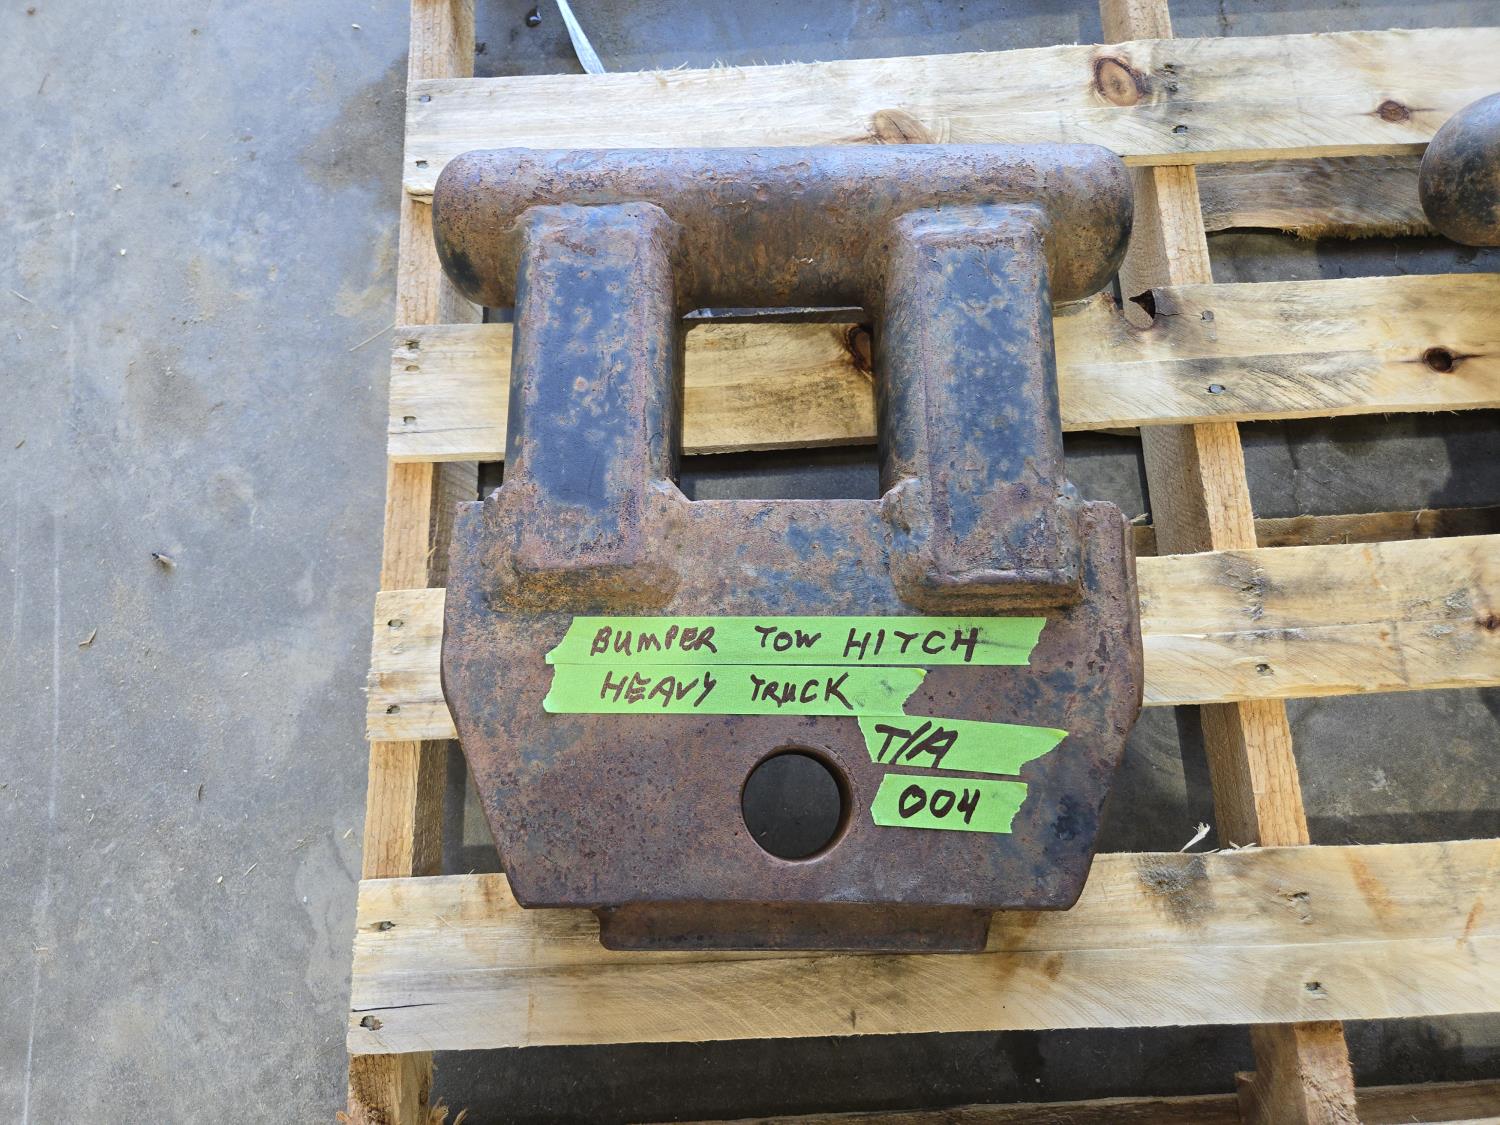 BUMPER TOW HITCH
HEAVY TRUCK
T/A
004